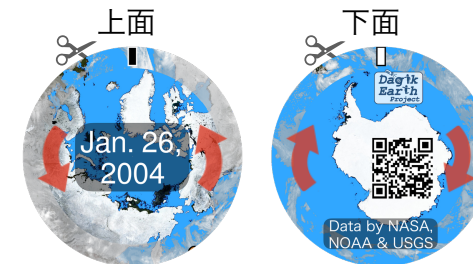 上面
下面
Jan. 26,
2004
Dagik
Earth
Project
Data by NASA,
NOAA & USGS